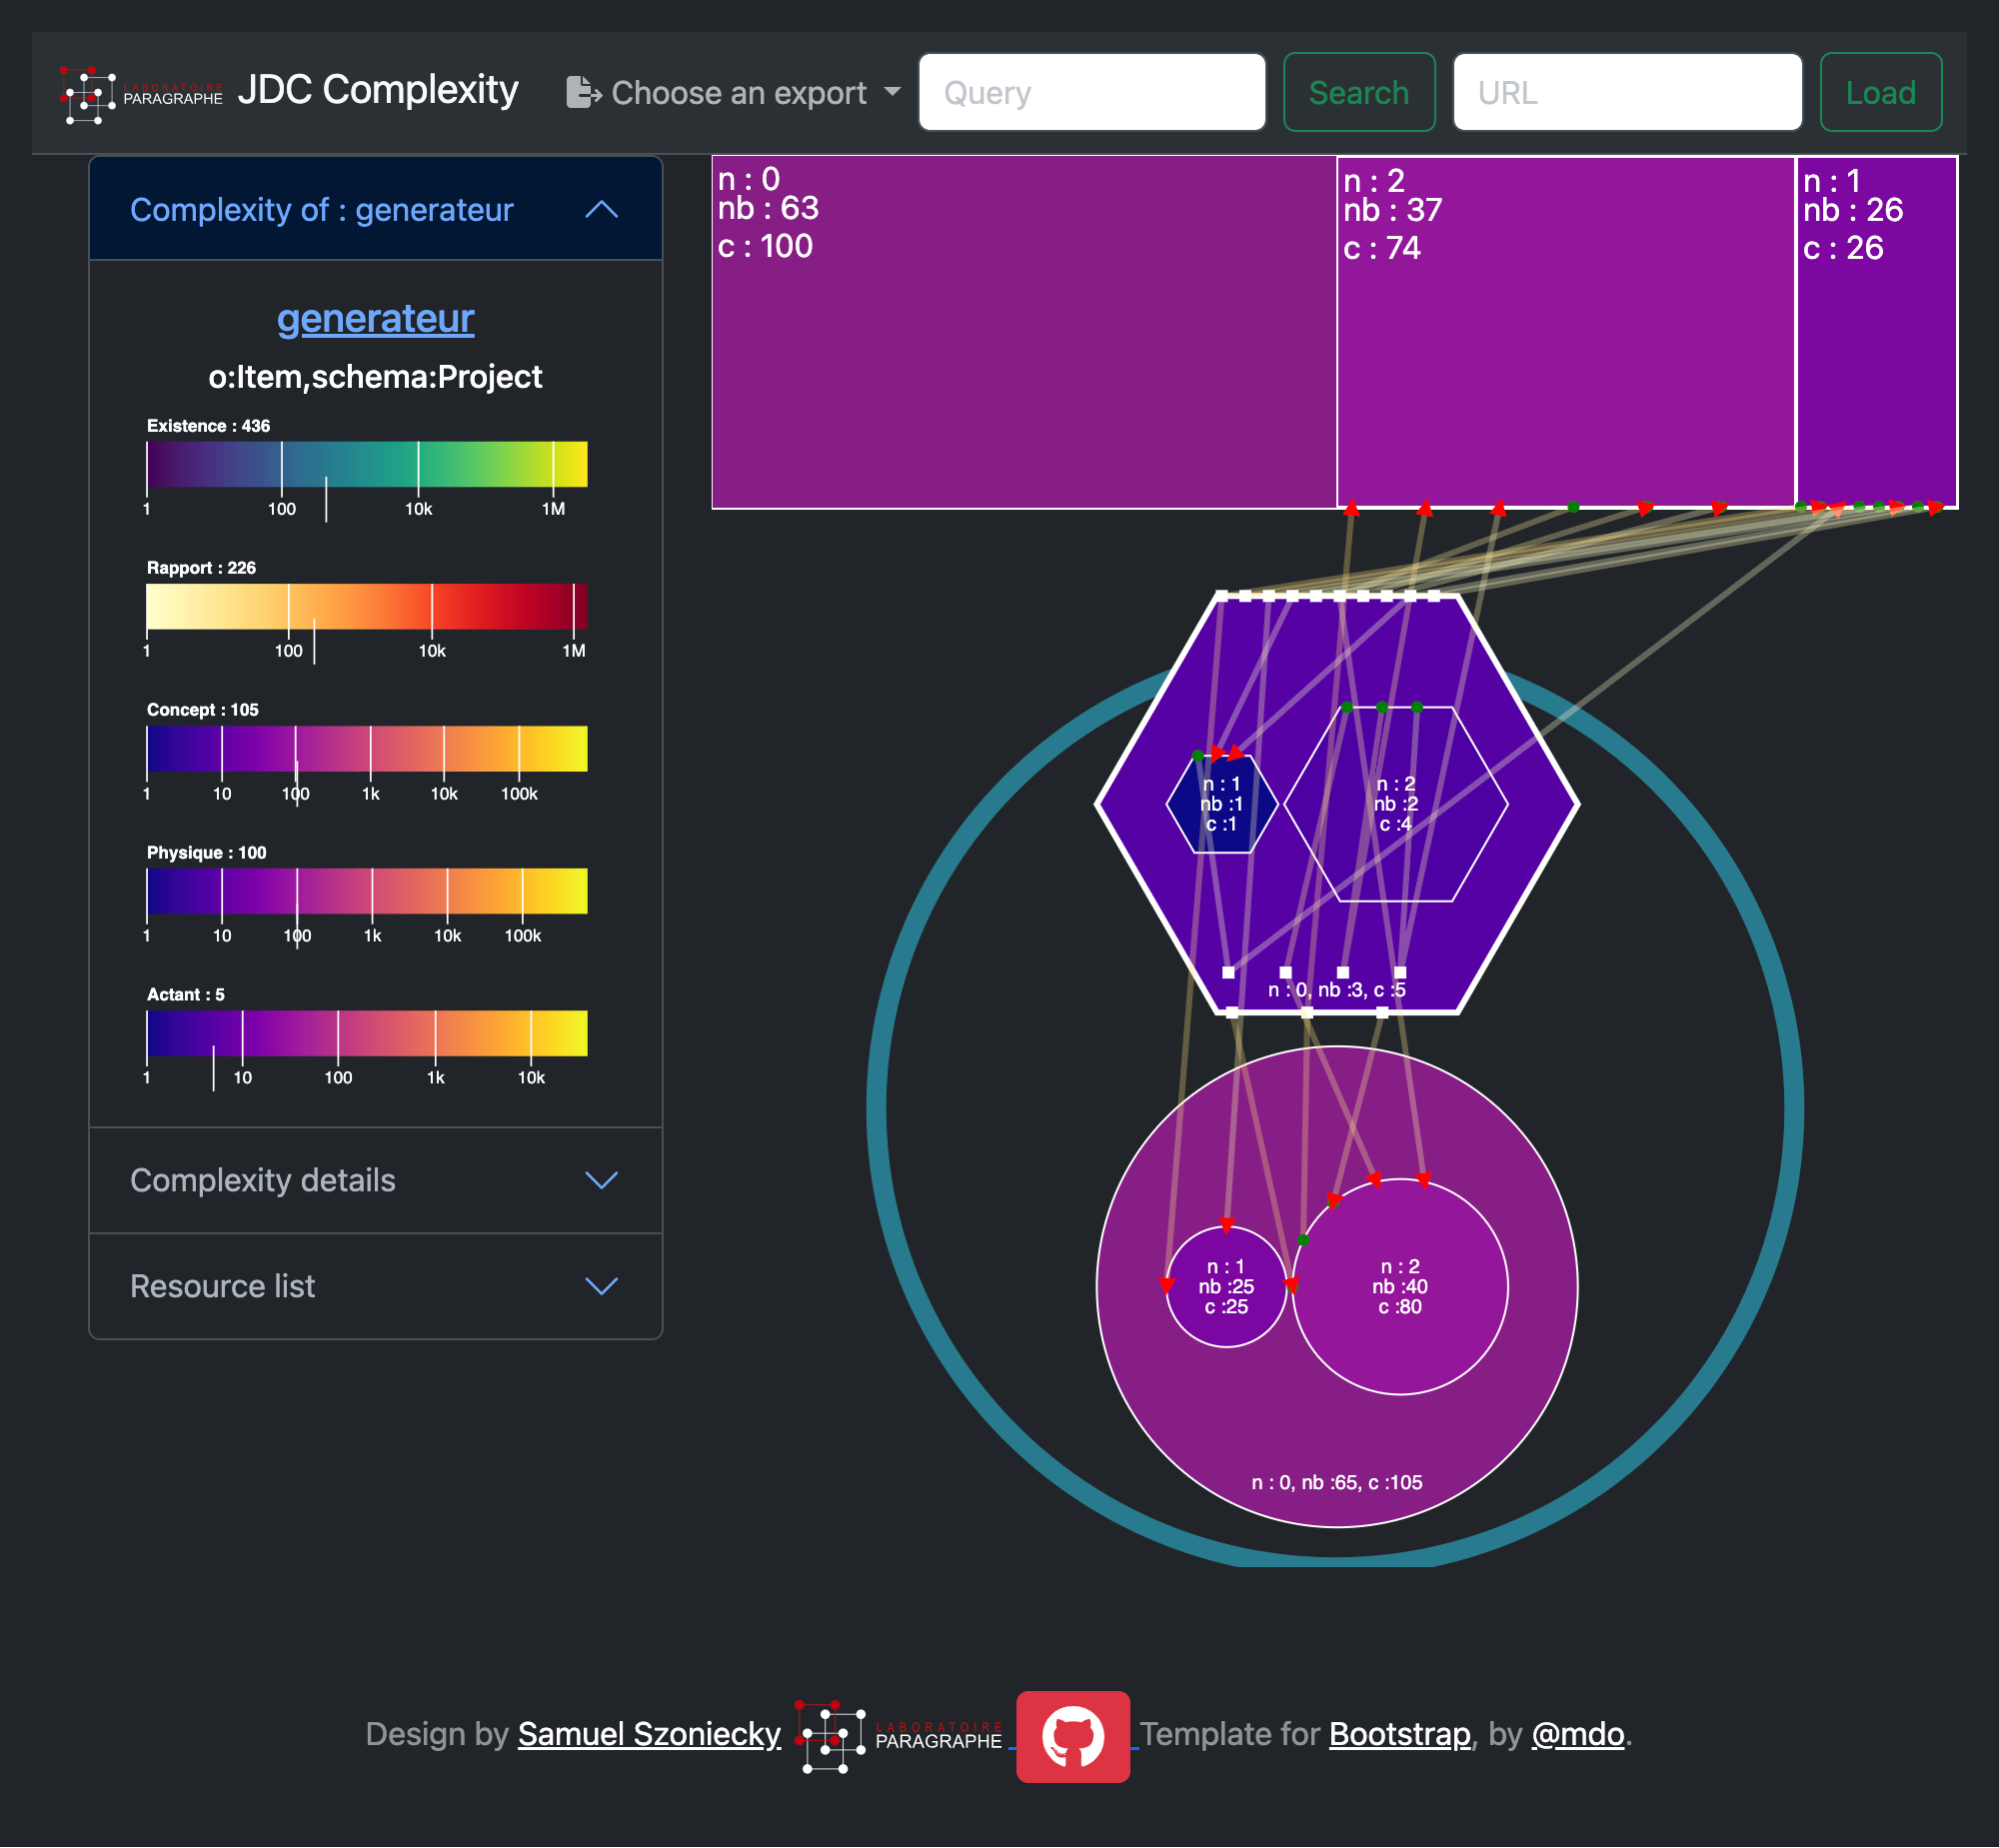 LABORATOIRE
PARAGRAPHE
JDC Complexity
Choose an export
Query
Search
URL
Load
Complexity of : generateur
generateur
o:Item,schema:Project
Existence : 436
1 100 10k 1M
Rapport : 226
1 100 10k 1M
Concept : 105
1 10 100 1k 10k 100k
Physique : 100
1 10 100 1k 10k 100k
Actant : 5
1 10 100 1k 10k
Complexity details
Resource list
n : 0
nb : 63
c : 100
n : 2
nb : 37
c : 74
n : 1
nb : 26
c : 26
n : 1
nb :1
c :1
n : 2
nb :2
c :4
n : 0, nb :3, c :5
n : 1
nb :25
c :25
n : 2
nb :40
c :80
n : 0, nb :65, c :105
Design by Samuel Szoniecky LABORATOIRE PARAGRAPHE Template for Bootstrap, by @mdo.